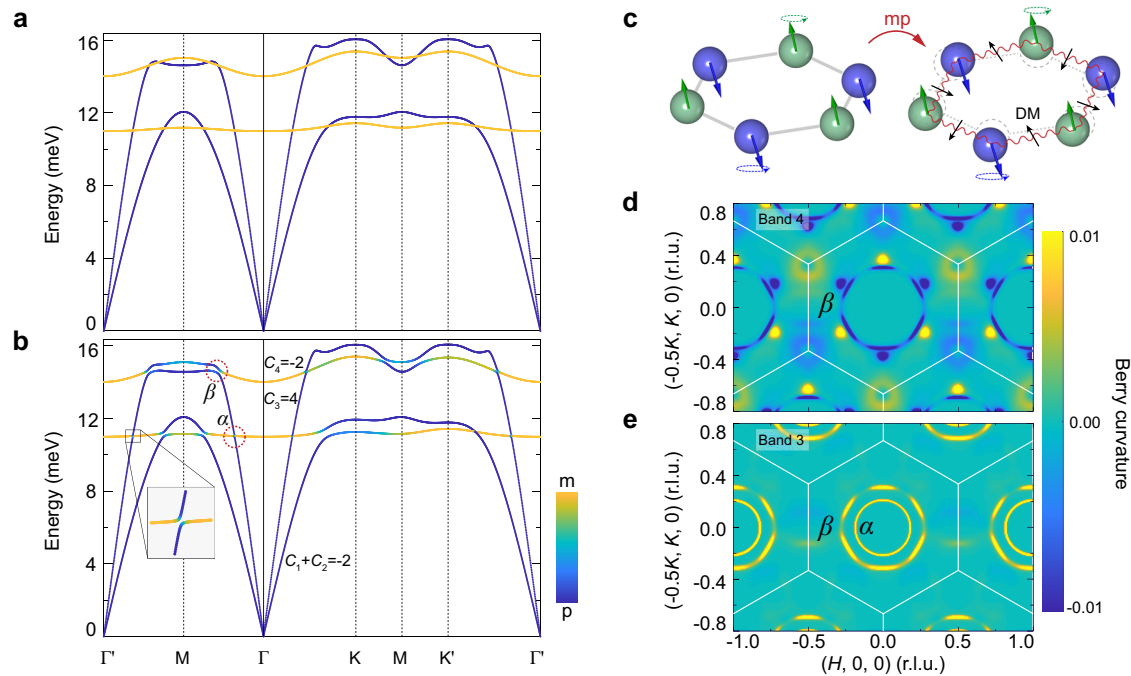 a
16
12
8
4
0
Energy (meV)
b
16
12
8
4
0
Energy (meV)
C₄=-2
C₃=4
β
α
C₁+C₂=-2
m
p
Γ'
M
Γ
K
M
K'
Γ'
c
mp
DM
d
Band 4
0.8
0.4
0.0
-0.4
-0.8
(-0.5K, K, 0) (r.l.u.)
β
e
Band 3
0.8
0.4
0.0
-0.4
-0.8
(-0.5K, K, 0) (r.l.u.)
β
α
-1.0
-0.5
0.0
0.5
1.0
(H, 0, 0) (r.l.u.)
0.01
0.00
-0.01
Berry curvature